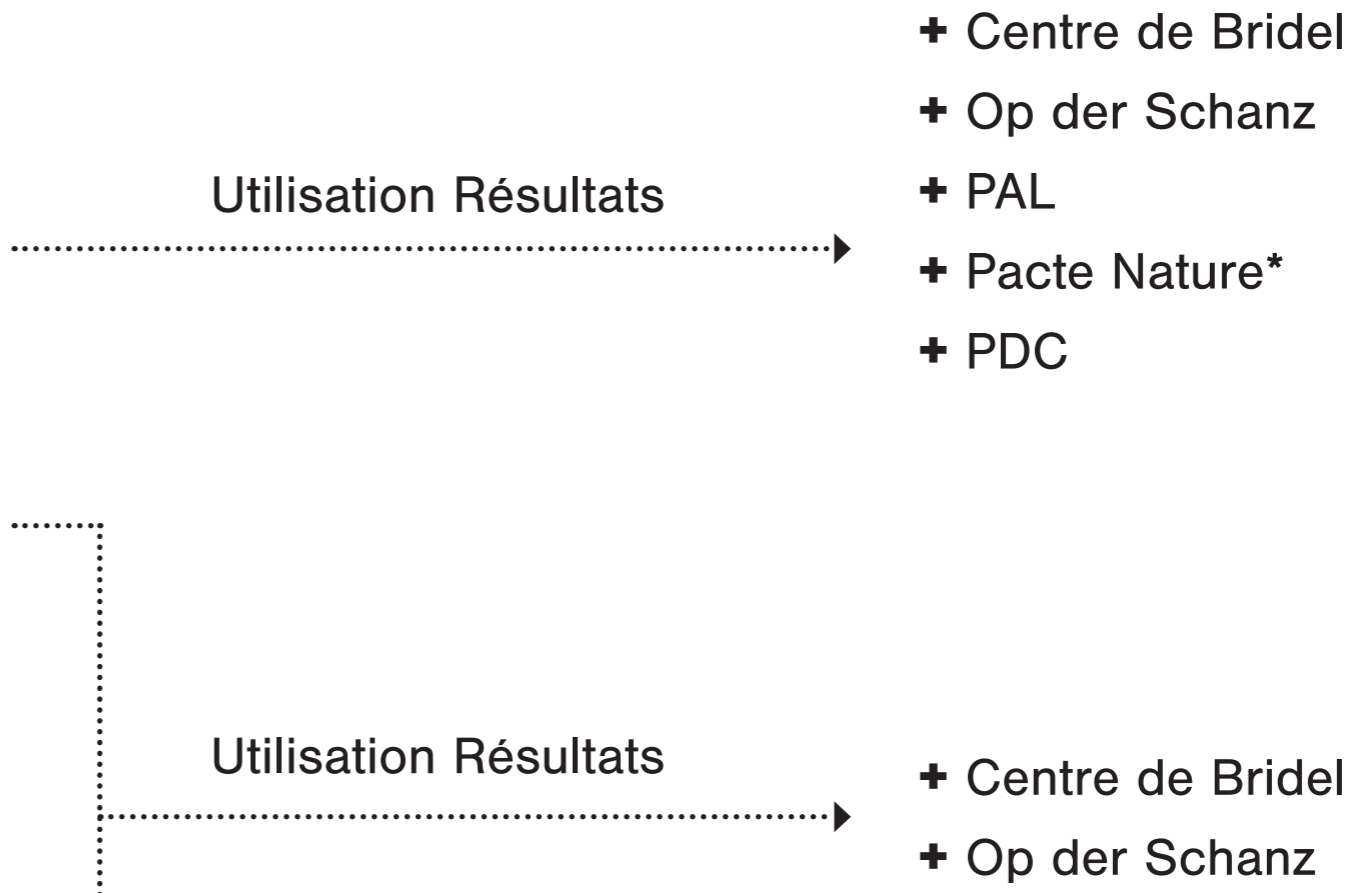 + Centre de Bridel
+ Op der Schanz
Utilisation Résultats
+ PAL
+ Pacte Nature*
+ PDC
Utilisation Résultats
+ Centre de Bridel
+ Op der Schanz